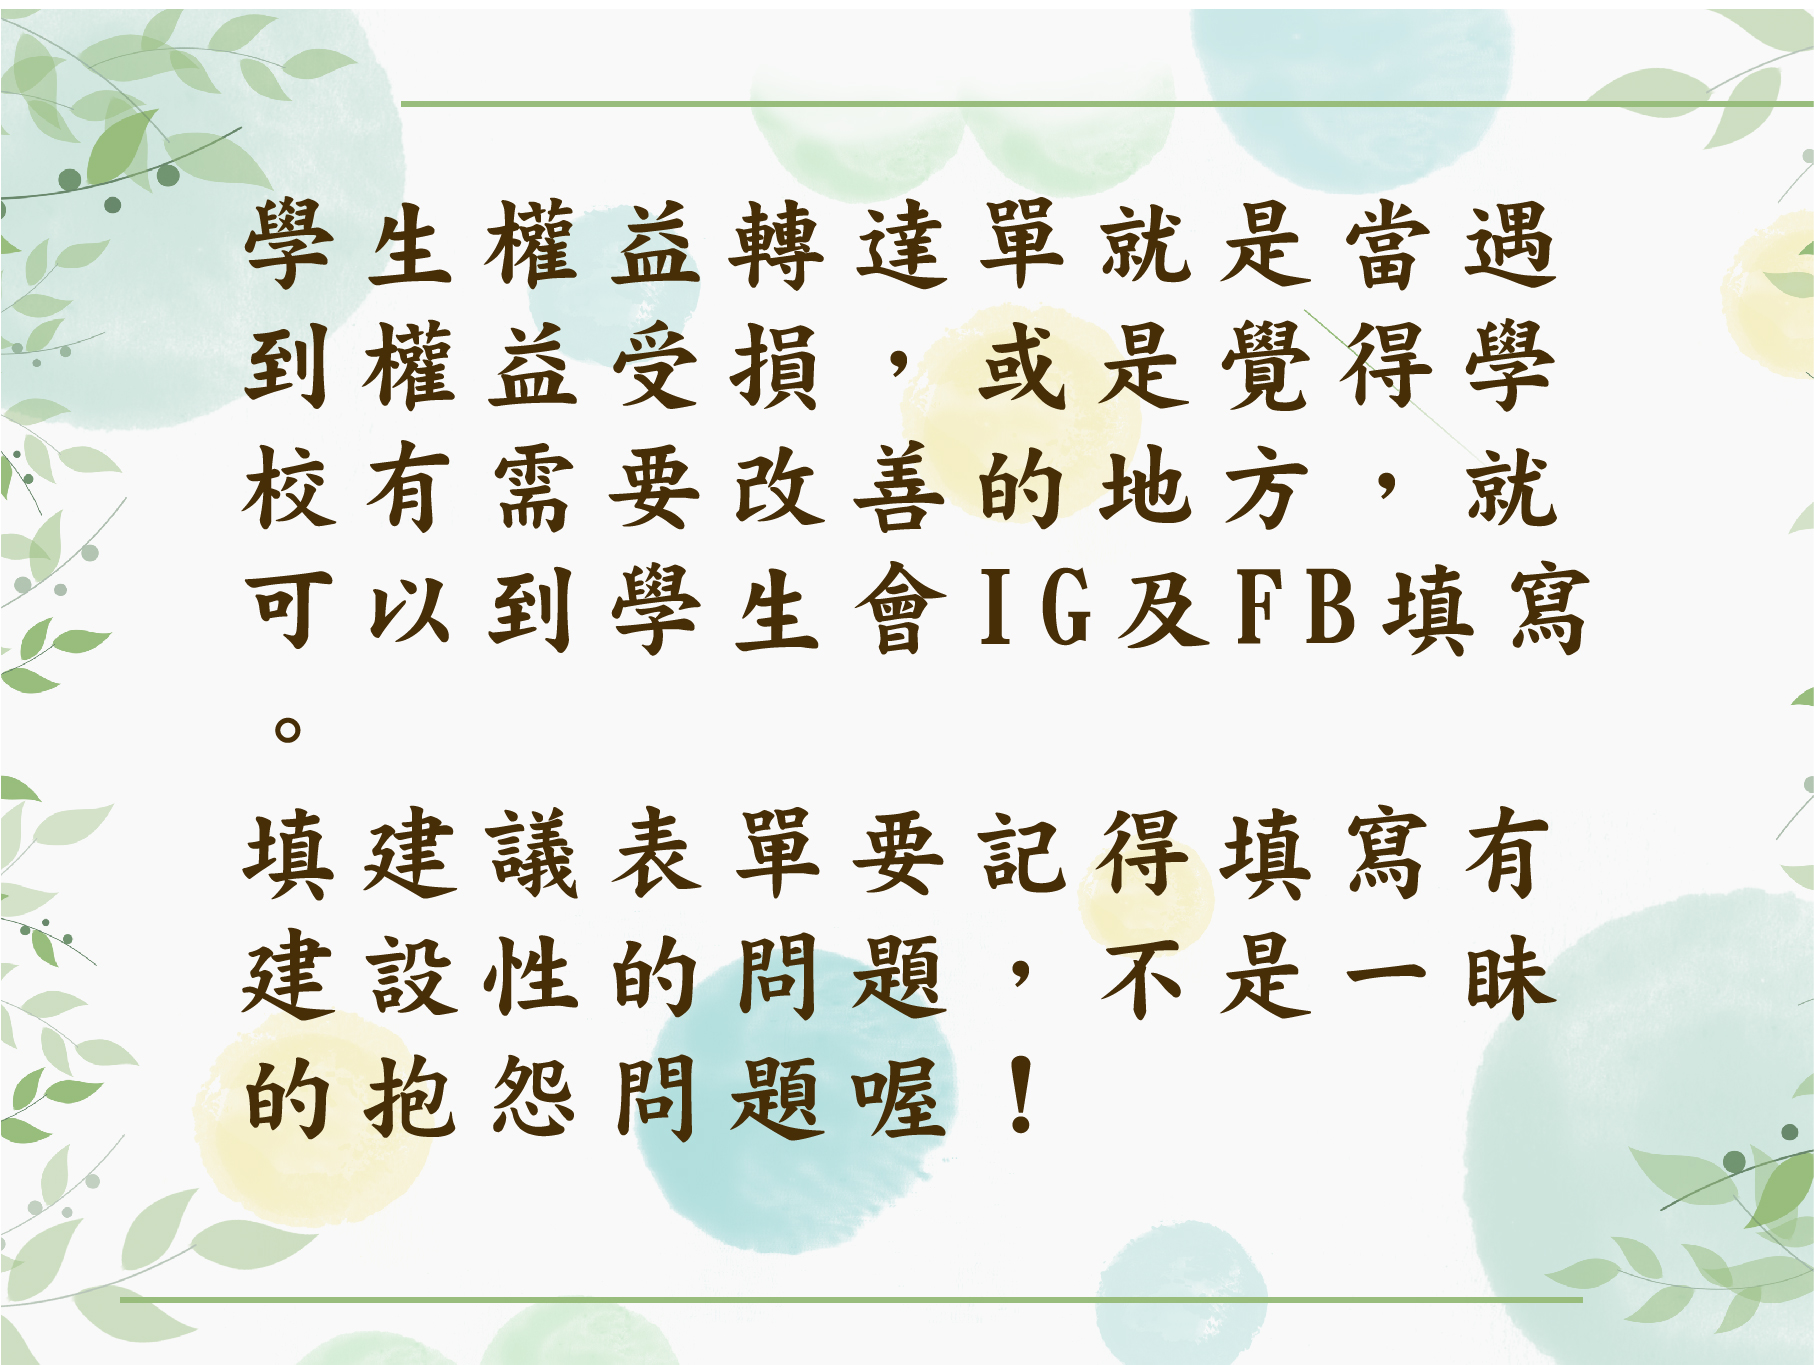 學生權益轉達單就是當遇
到權益受損，或是覺得學
校有需要改善的地方，就
可以到學生會IG及FB填寫
。
填建議表單要記得填寫有
建設性的問題，不是一昧
的抱怨問題喔！